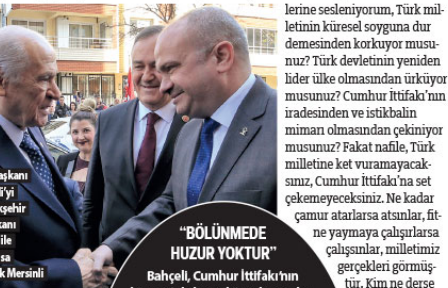 aşkanı
li'yi
kşehir
kanı
ile
sa
k Mersinli
"BÖLÜNMEDE
HUZUR YOKTUR"
Bahçeli, Cumhur İttifakı'nın
lerine sesleniyorum, Türk mil-
letinin küresel soyguna dur
demesinden korkuyor musu-
nuz? Türk devletinin yeniden
lider ülke olmasından ürküyor
musunuz? Cumhur İttifakı'nın
iradesinden ve istikbalin
mimarı olmasından çekiniyor
musunuz? Fakat nafile, Türk
milletine ket vuramayacak-
sınız, Cumhur İttifakı'na set
çekemeyeceksiniz. Ne kadar
çamur atarlarsa atsınlar, fit-
ne yaymaya çalışırlarsa
çalışsınlar, milletimiz
gerçekleri görmüş-
tür. Kim ne derse